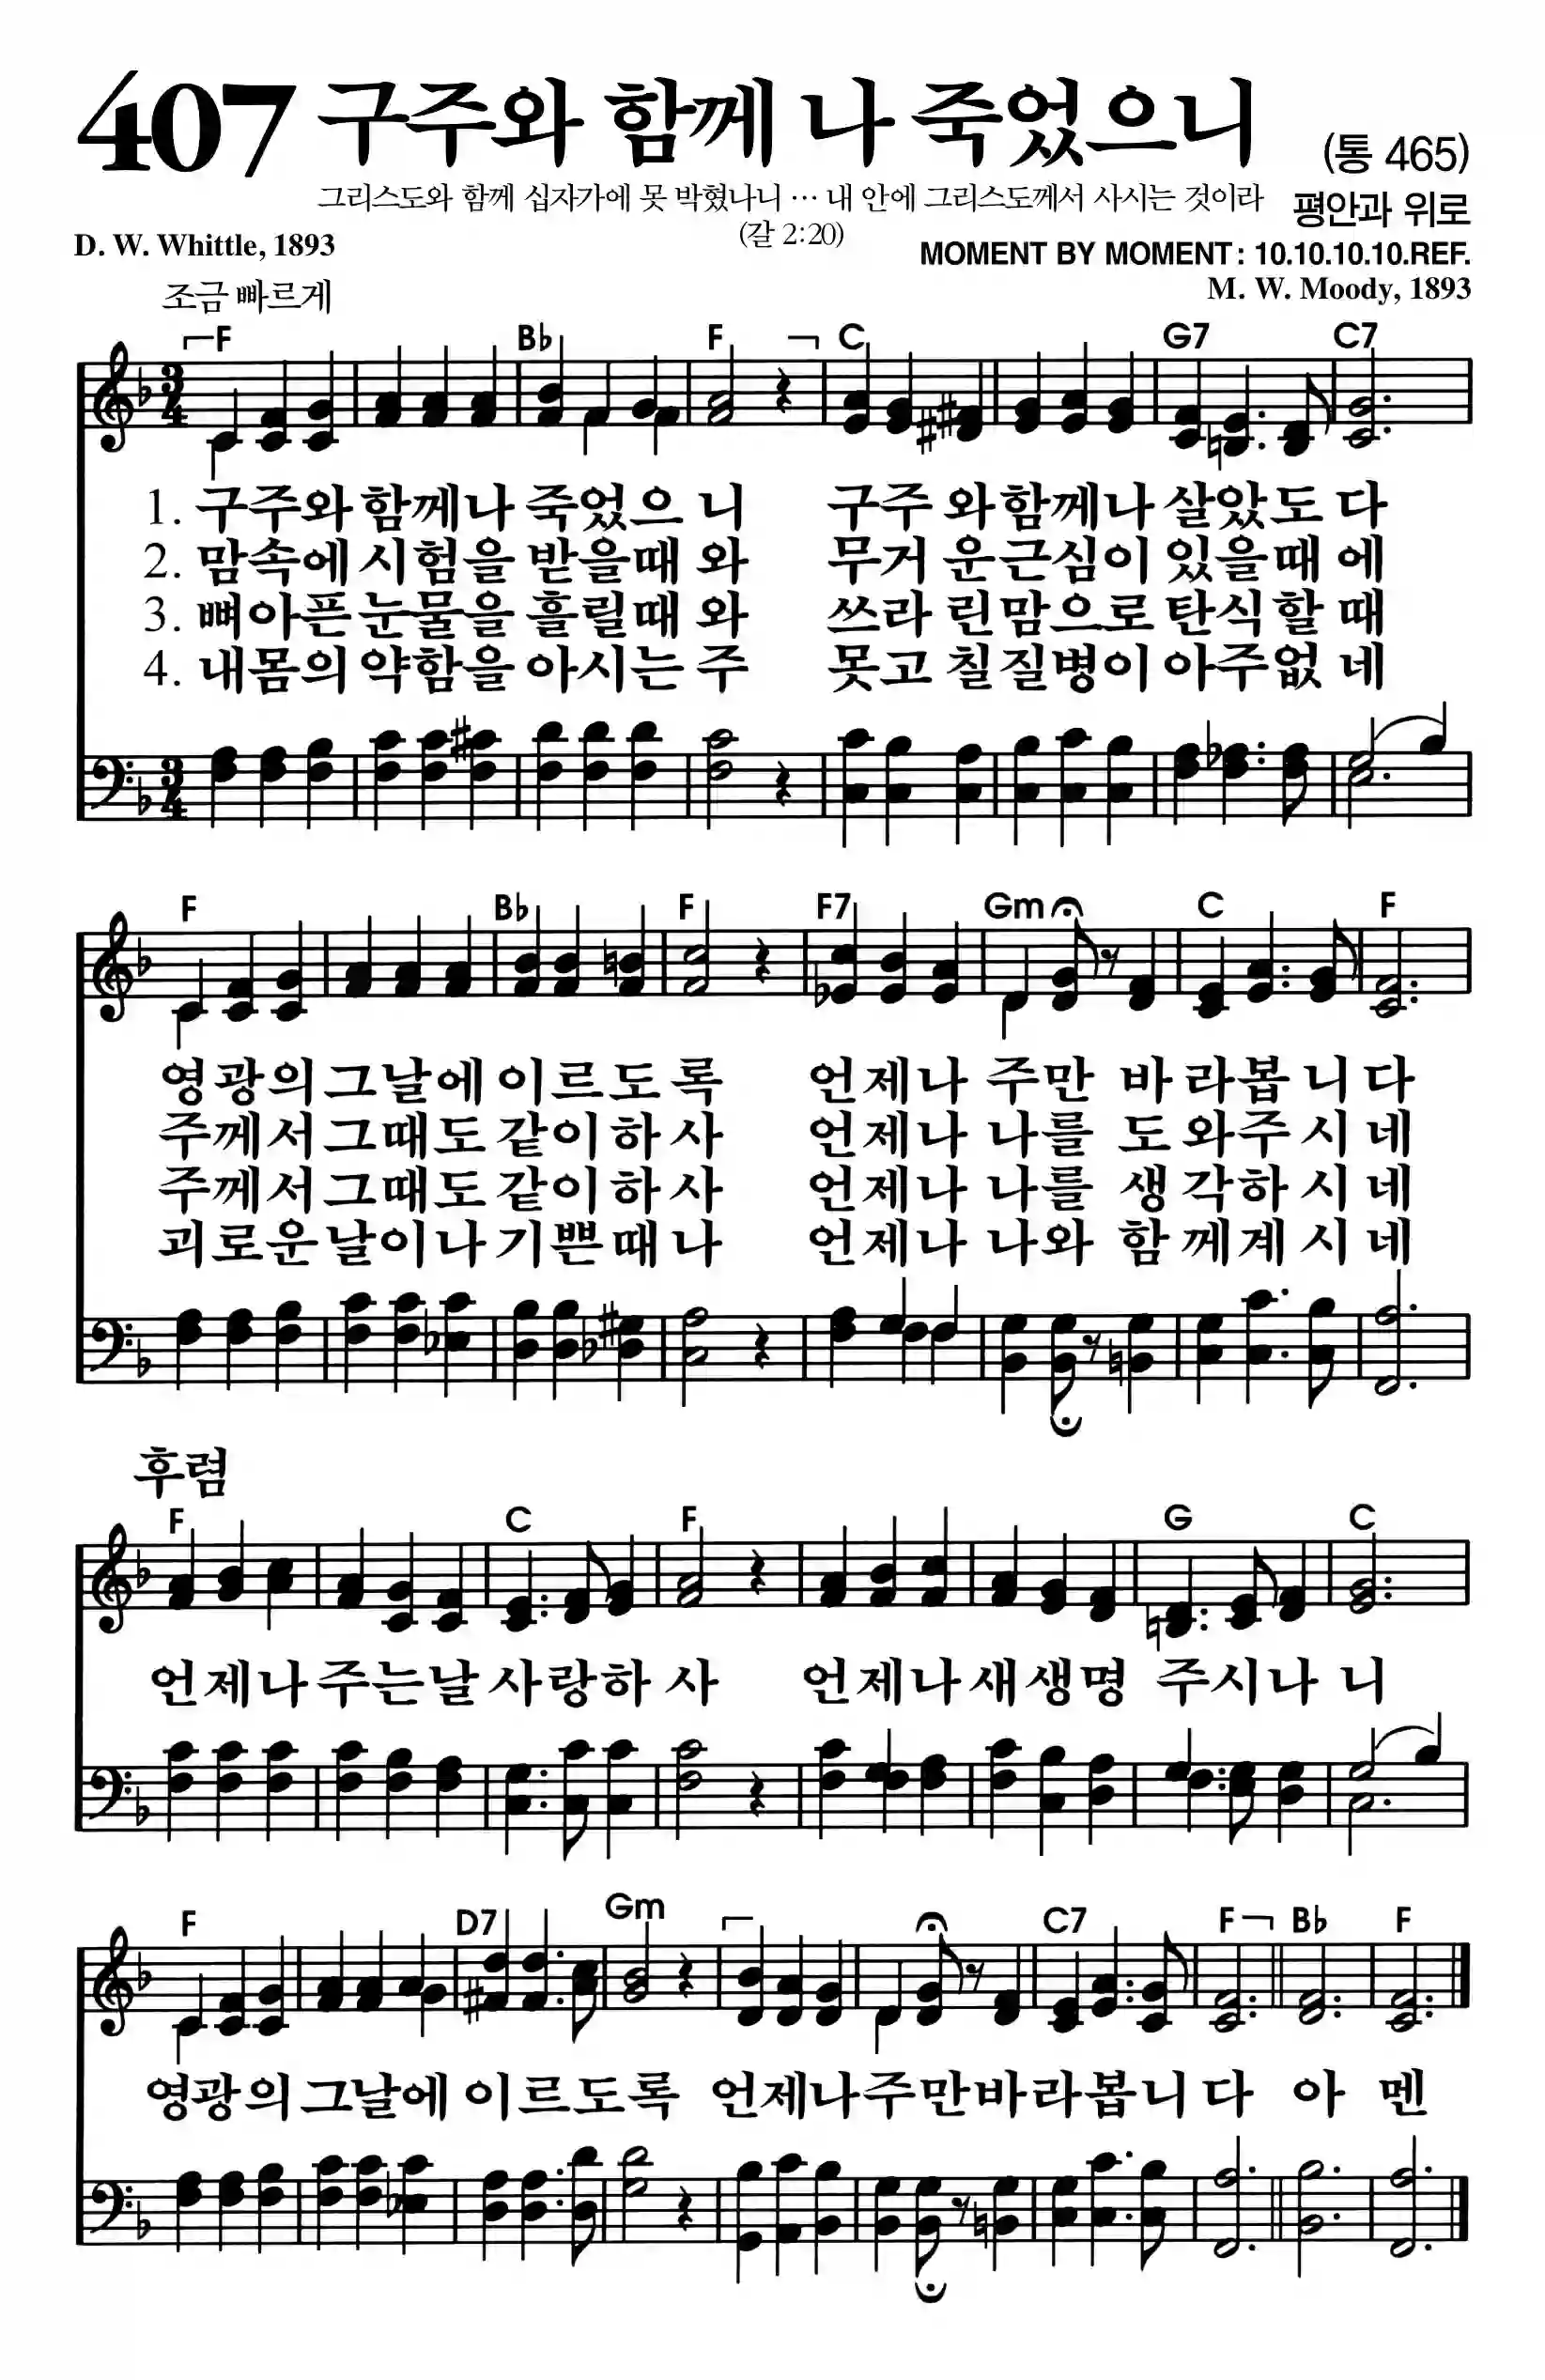 407 구주와 함께 나 죽었으니 (통 465)
그리스도와 함께 십자가에 못 박혔나니 … 내 안에 그리스도께서 사시는 것이라
(갈 2:20)
평안과 위로
D. W. Whittle, 1893
MOMENT BY MOMENT: 10.10.10.10.REF.
M. W. Moody, 1893
조금 빠르게
F B♭ F C G7 C7
1. 구주와 함께나 죽었으 니 구주 와함께나 살았도 다
2. 맘속에 시험을 받을때 와 무거 운근심이 있을때 에
3. 뼈아픈 눈물을 흘릴때 와 쓰라 린맘으로 탄식할 때
4. 내몸의 약함을 아시는 주 못고 칠질병이 아주없 네
F B♭ F F7 Gm C F
영광의 그날에 이르도 록 언제나 주만 바 라봅 니 다
주께서 그때도 같이하 사 언제나 나를 도 와주 시 네
주께서 그때도 같이하 사 언제나 나를 생 각하 시 네
괴로운 날이나 기쁜때 나 언제나 나와 함 께계 시 네
후렴
F C F G C
언제나 주는날 사랑하 사 언제나 새생명 주시나 니
F D7 Gm C7 F B♭ F
영광의 그날에 이르도록 언제나 주만바라봅니 다 아 멘